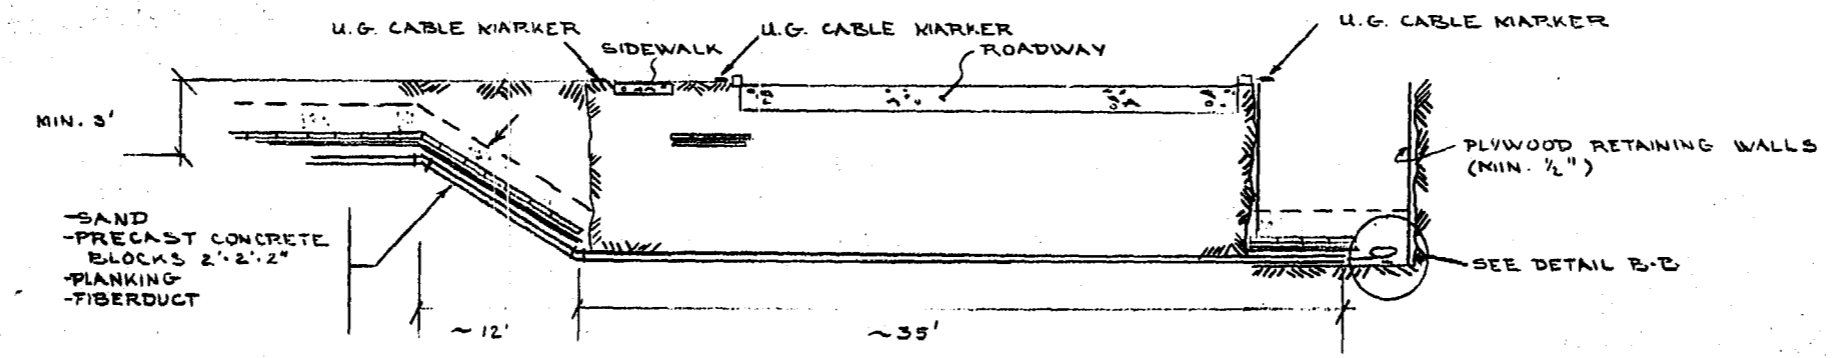 U.G. CABLE MARKER
SIDEWALK
U.G. CABLE MARKER
ROADWAY
U.G. CABLE MARKER
MIN. 3'
PLYWOOD RETAINING WALLS
(MIN. ½")
-SAND
-PRECAST CONCRETE
BLOCKS 2'·2'·2"
-PLANKING
-FIBERDUCT
SEE DETAIL B-B
~12'
~35'